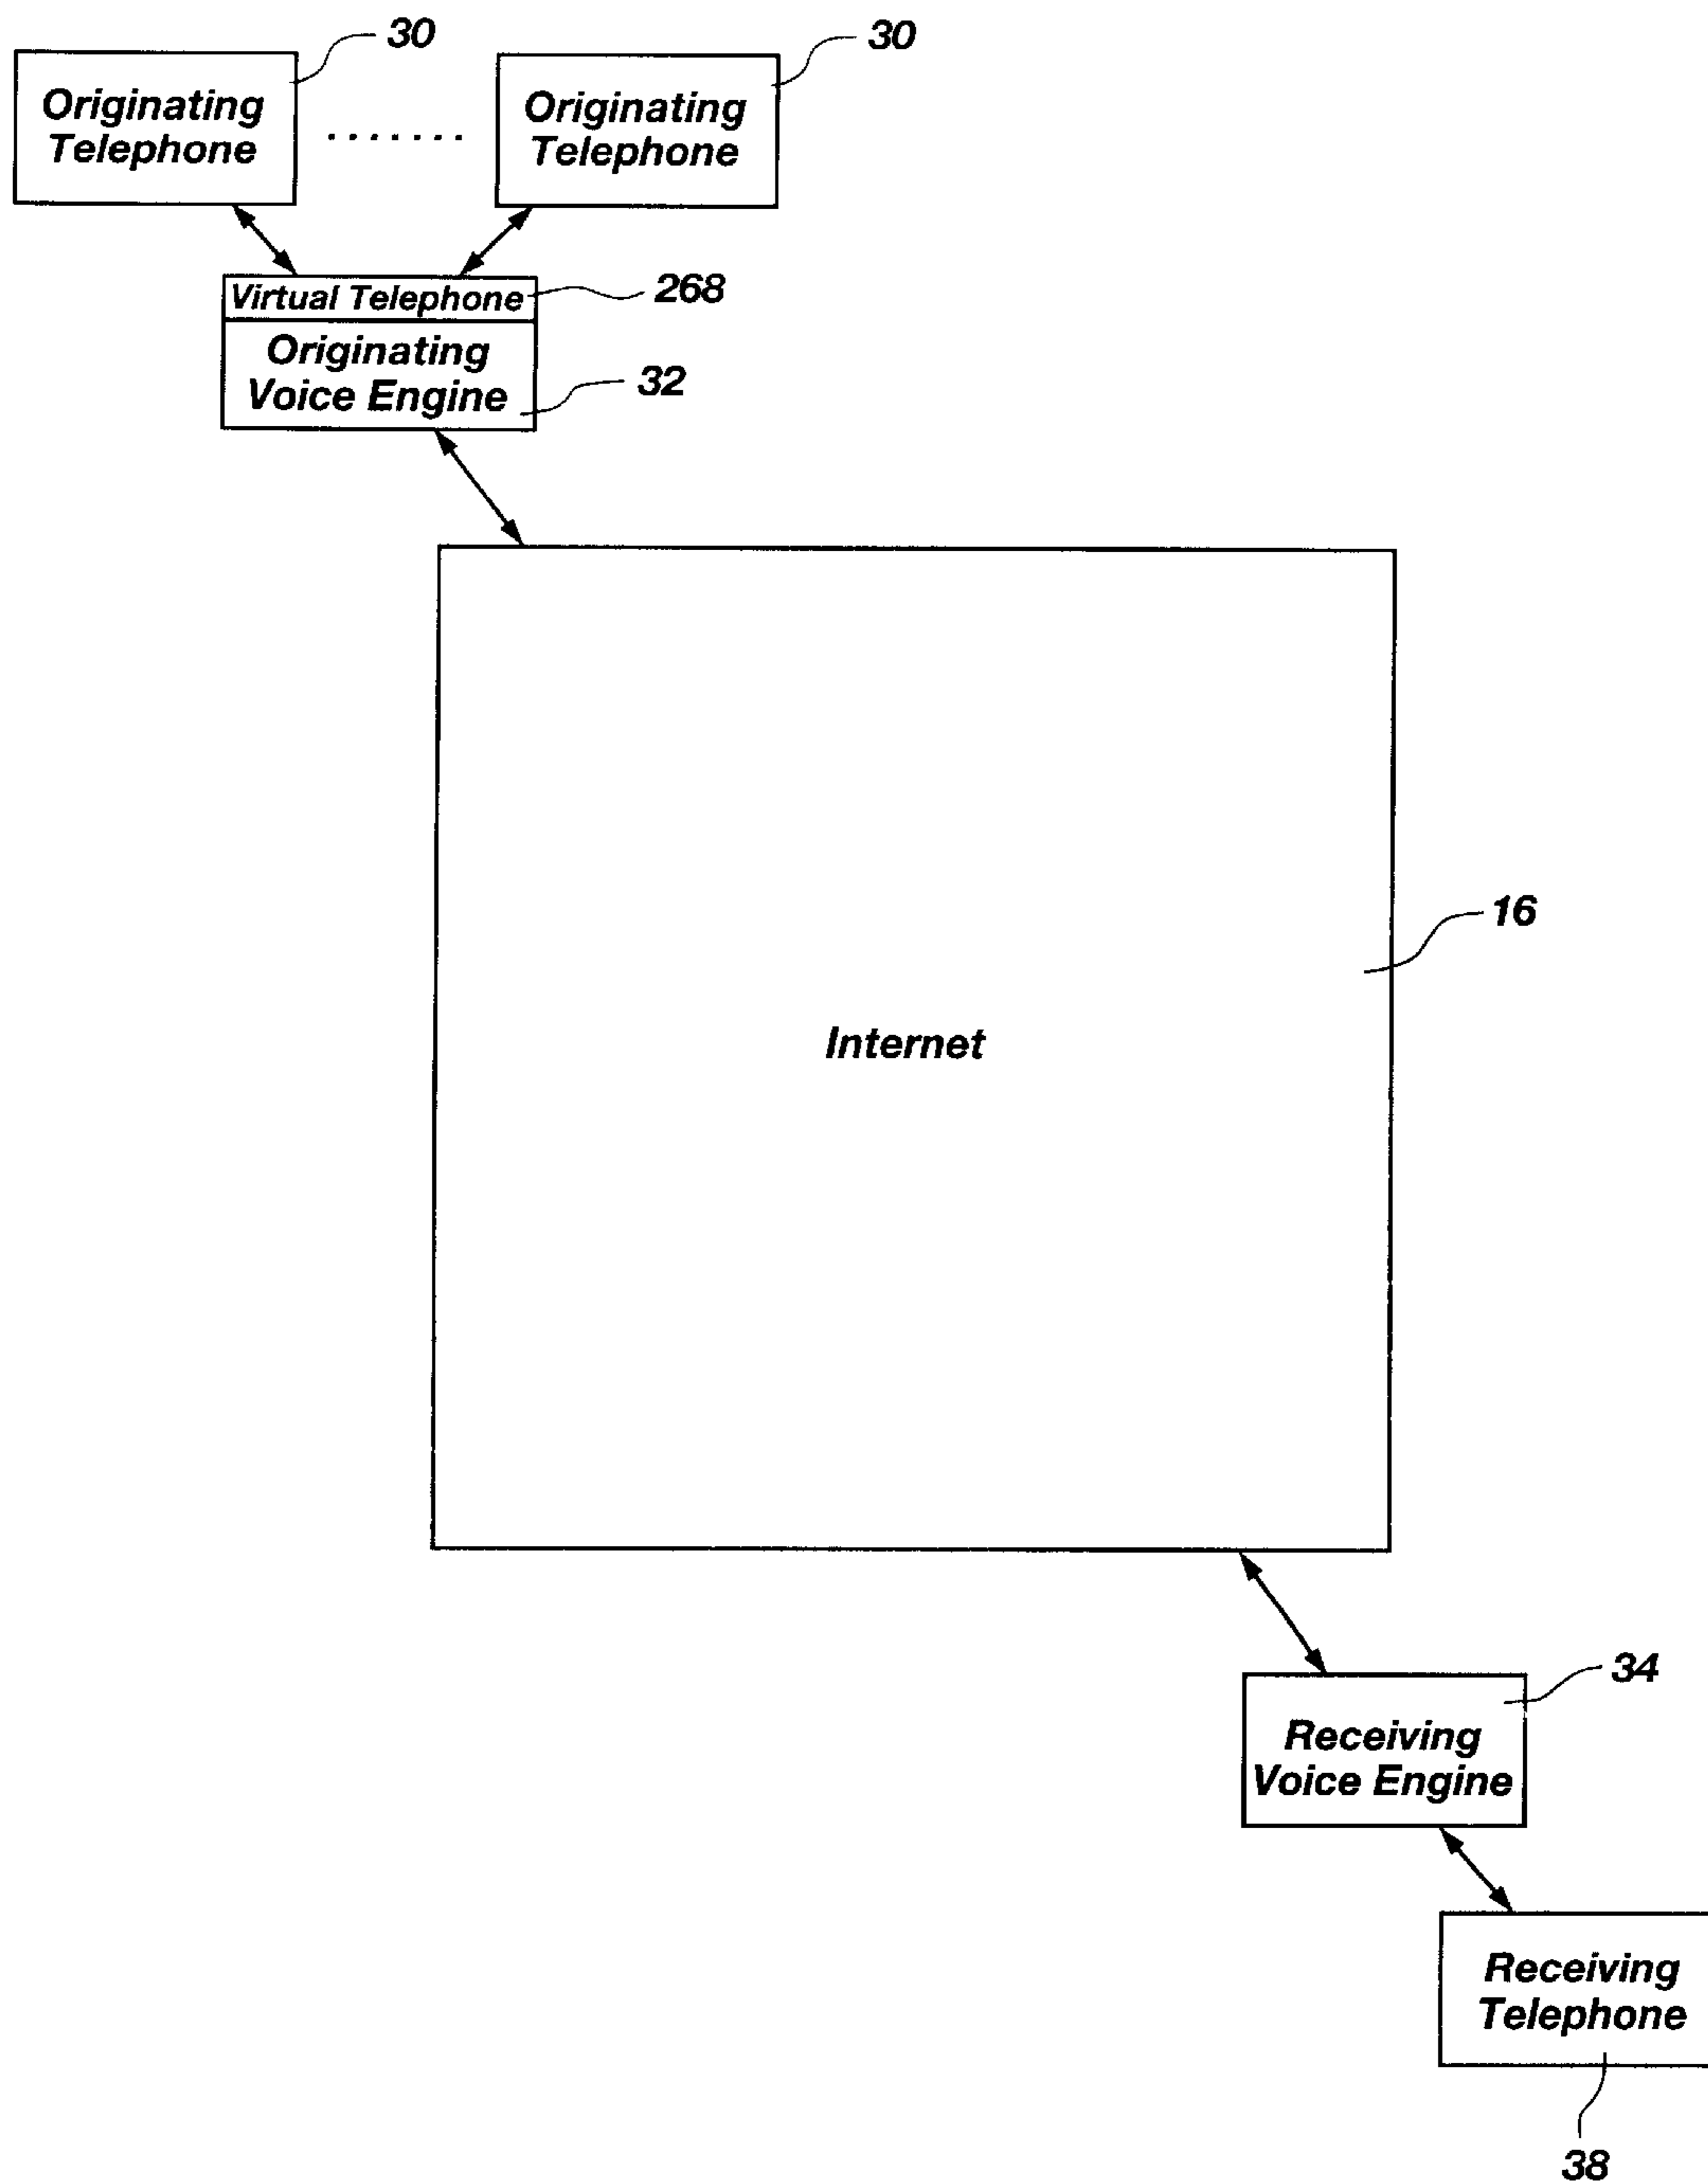 30
30
Originating
Telephone
.......
Originating
Telephone
Virtual Telephone
268
Originating
Voice Engine
32
16
Internet
34
Receiving
Voice Engine
Receiving
Telephone
38